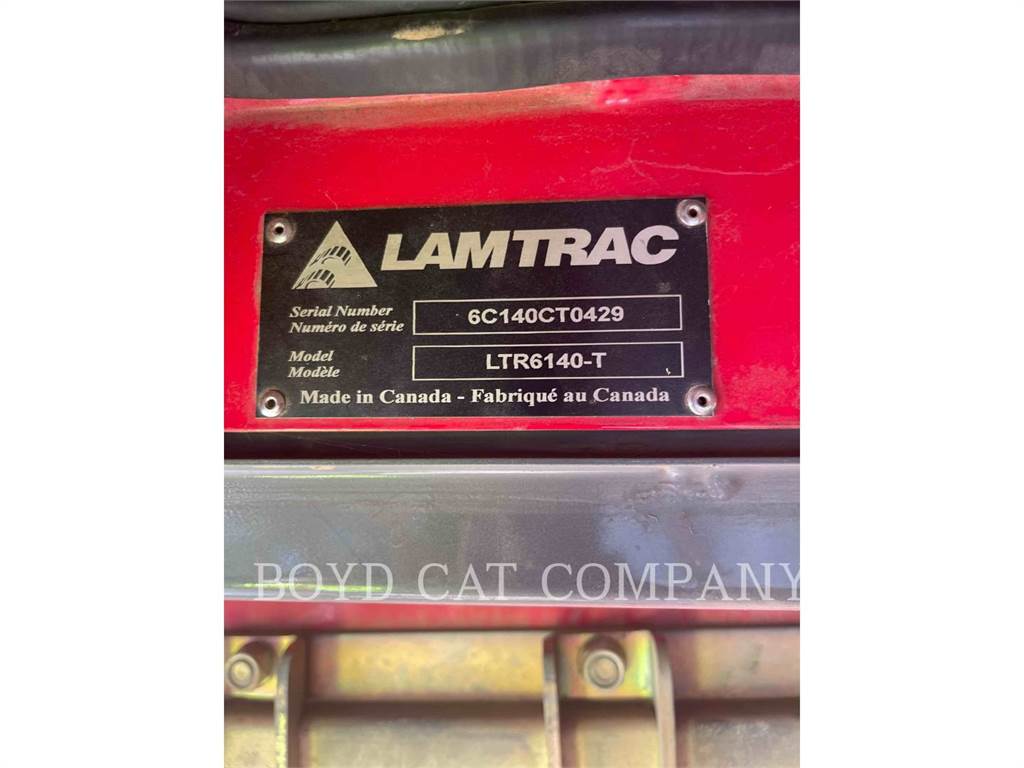 LAMTRAC
Serial Number
Numéro de série
6C140CT0429
Model
Modèle
LTR6140-T
Made in Canada - Fabriqué au Canada
BOYD CAT COMPANY